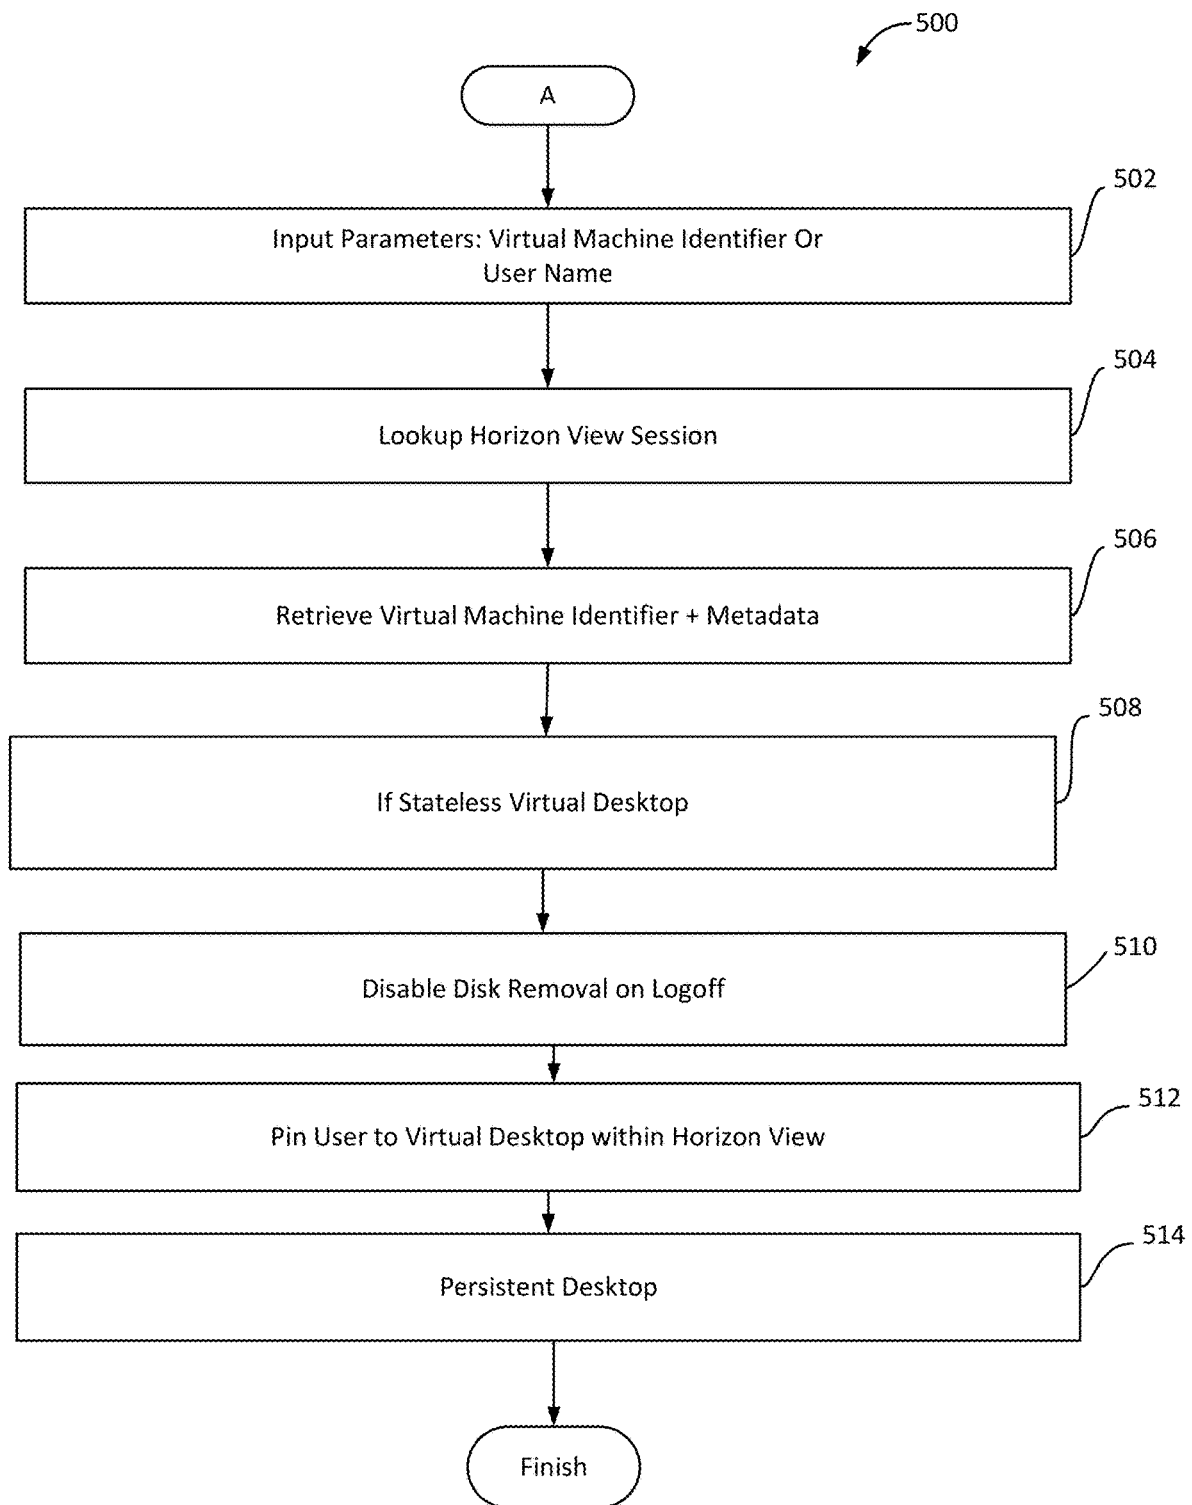 500
A
502
Input Parameters: Virtual Machine Identifier Or
User Name
504
Lookup Horizon View Session
506
Retrieve Virtual Machine Identifier + Metadata
508
If Stateless Virtual Desktop
510
Disable Disk Removal on Logoff
512
Pin User to Virtual Desktop within Horizon View
514
Persistent Desktop
Finish